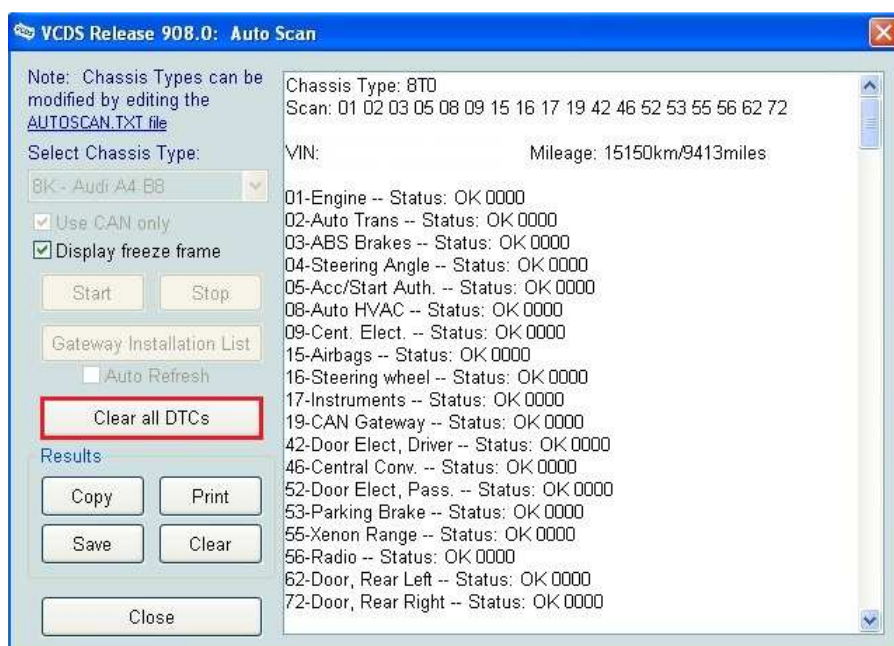 VCDS Release 908.0: Auto Scan
Note: Chassis Types can be
modified by editing the
AUTOSCAN.TXT file
Select Chassis Type:
8K - Audi A4 B8
Use CAN only
Display freeze frame
Start
Stop
Gateway Installation List
Auto Refresh
Clear all DTCs
Results
Copy
Print
Save
Clear
Close
Chassis Type: 8T0
Scan: 01 02 03 05 08 09 15 16 17 19 42 46 52 53 55 56 62 72
VIN: Mileage: 15150km/9413miles
01-Engine -- Status: OK 0000
02-Auto Trans -- Status: OK 0000
03-ABS Brakes -- Status: OK 0000
04-Steering Angle -- Status: OK 0000
05-Acc/Start Auth. -- Status: OK 0000
08-Auto HVAC -- Status: OK 0000
09-Cent. Elect. -- Status: OK 0000
15-Airbags -- Status: OK 0000
16-Steering wheel -- Status: OK 0000
17-Instruments -- Status: OK 0000
19-CAN Gateway -- Status: OK 0000
42-Door Elect, Driver -- Status: OK 0000
46-Central Conv. -- Status: OK 0000
52-Door Elect, Pass. -- Status: OK 0000
53-Parking Brake -- Status: OK 0000
55-Xenon Range -- Status: OK 0000
56-Radio -- Status: OK 0000
62-Door, Rear Left -- Status: OK 0000
72-Door, Rear Right -- Status: OK 0000